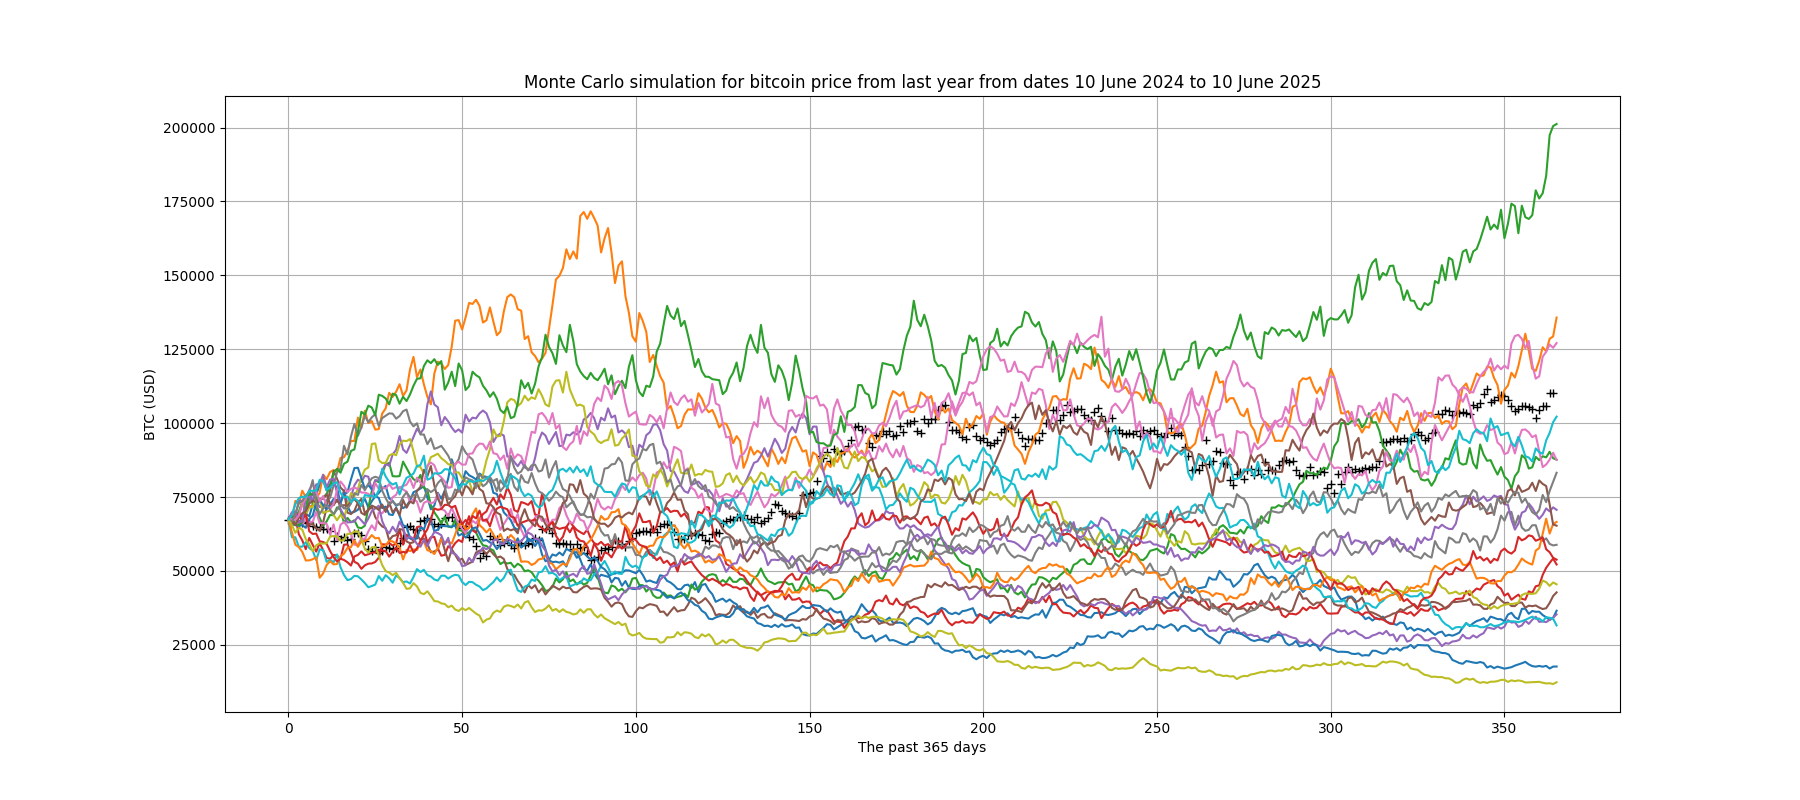 Monte Carlo simulation for bitcoin price from last year from dates 10 June 2024 to 10 June 2025
200000
175000
150000
125000
100000
75000
50000
25000
BTC (USD)
0 50 100 150 200 250 300 350
The past 365 days